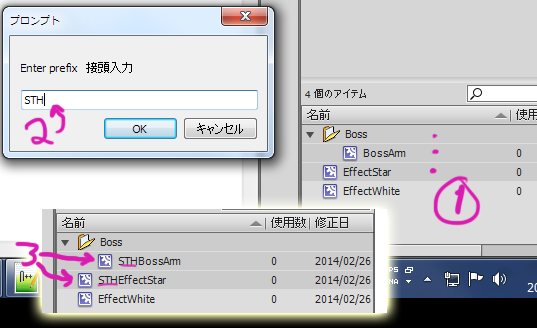 プロンプト
Enter prefix 接頭入力
STH
OK キャンセル
2
4 個のアイテム
名前 使用
Boss
BossArm 0
EffectStar 0
EffectWhite 0
1
名前 使用数 修正日
Boss
STHBossArm 0 2014/02/26
STHEffectStar 0 2014/02/26
EffectWhite 0 2014/02/26
3